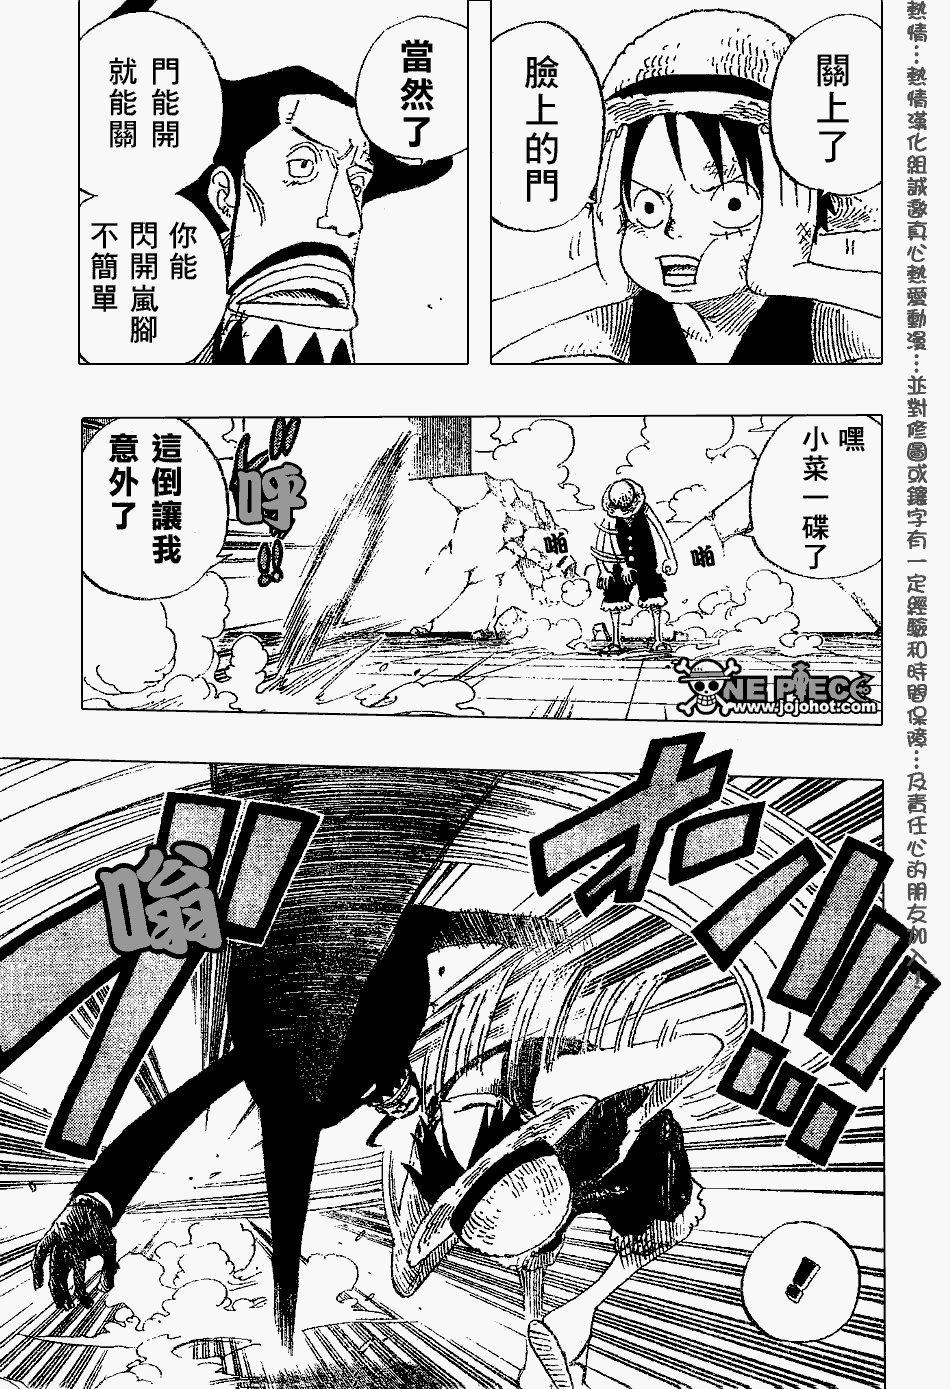 關上了
臉上的門
當然了
門能開
就能關
你能
閃開嵐腳
不簡單
嘿
小菜一碟了
這倒讓我
意外了
呼
ONE PIECE
www.jojohot.com
嗡
オン
!
熱情…熱情漢化組誠邀真心熱愛動漫…並對修圖或鑲字有一定經驗和時間保障…及責任心的朋友加